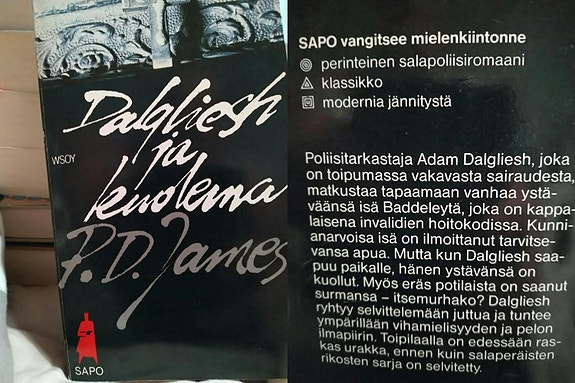 Dalgliesh
ja
kuolema
P.D. James
WSOY
SAPO
SAPO vangitsee mielenkiintonne
perinteinen salapoliisiromaani
klassikko
modernia jännitystä
Poliisitarkastaja Adam Dalgliesh, joka
on toipumassa vakavasta sairaudesta,
matkustaa tapaamaan vanhaa ystä-
väänsä isä Baddeleytä, joka on kappa-
laisena invalidien hoitokodissa. Kunni-
anarvoisa isä on ilmoittanut tarvitse-
vansa apua. Mutta kun Dalgliesh saa-
puu paikalle, hänen ystävänsä on
kuollut. Myös eräs potilaista on saanut
surmansa – itsemurhako? Dalgliesh
ryhtyy selvittelemään juttua ja tuntee
ympärillään vihamielisyyden ja pelon
ilmapiirin. Toipilaalla on edessään ras-
kas urakka, ennen kuin salaperäisten
rikosten sarja on selvitetty.